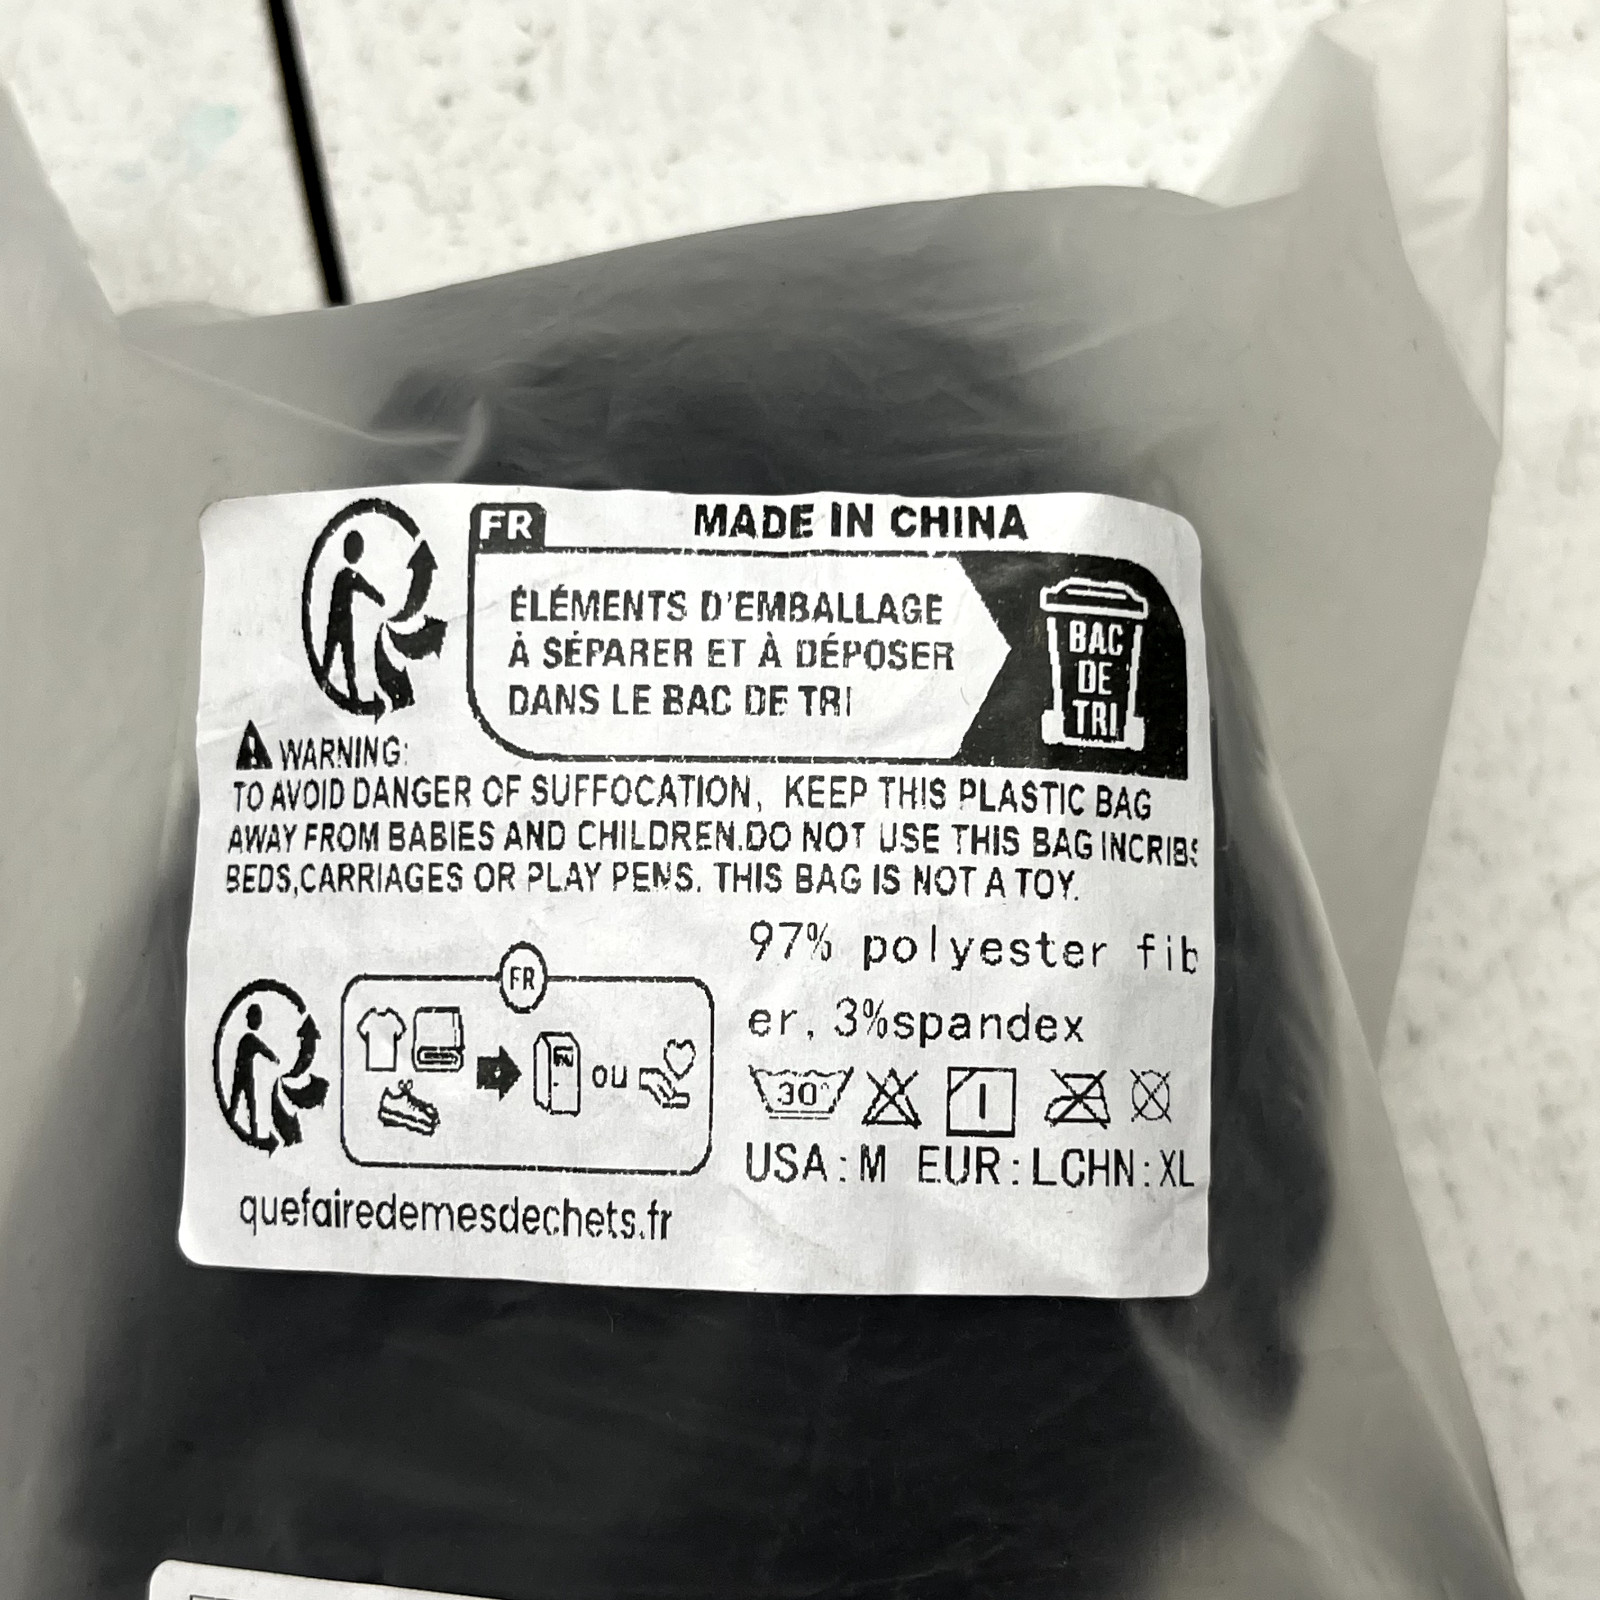 FR
MADE IN CHINA
ÉLÉMENTS D'EMBALLAGE
À SÉPARER ET À DÉPOSER
DANS LE BAC DE TRI
BAC
DE
TRI
WARNING:
TO AVOID DANGER OF SUFFOCATION, KEEP THIS PLASTIC BAG
AWAY FROM BABIES AND CHILDREN.DO NOT USE THIS BAG INCRIBS
BEDS,CARRIAGES OR PLAY PENS. THIS BAG IS NOT A TOY.
97% polyester fib
er, 3%spandex
FR
ou
30°
USA:M EUR:LCHN:XL
quefairedemesdechets.fr